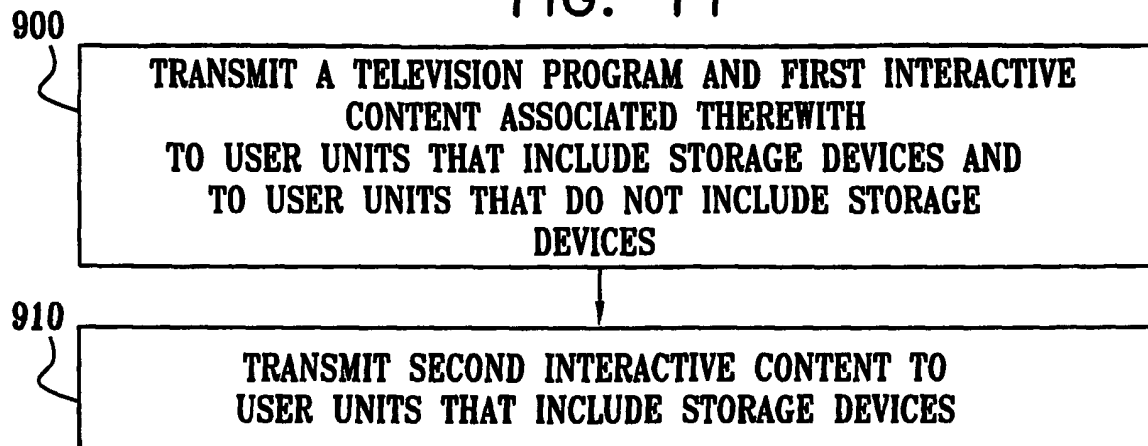 FIG.
900
TRANSMIT A TELEVISION PROGRAM AND FIRST INTERACTIVE
CONTENT ASSOCIATED THEREWITH
TO USER UNITS THAT INCLUDE STORAGE DEVICES AND
TO USER UNITS THAT DO NOT INCLUDE STORAGE
DEVICES
910
TRANSMIT SECOND INTERACTIVE CONTENT TO
USER UNITS THAT INCLUDE STORAGE DEVICES